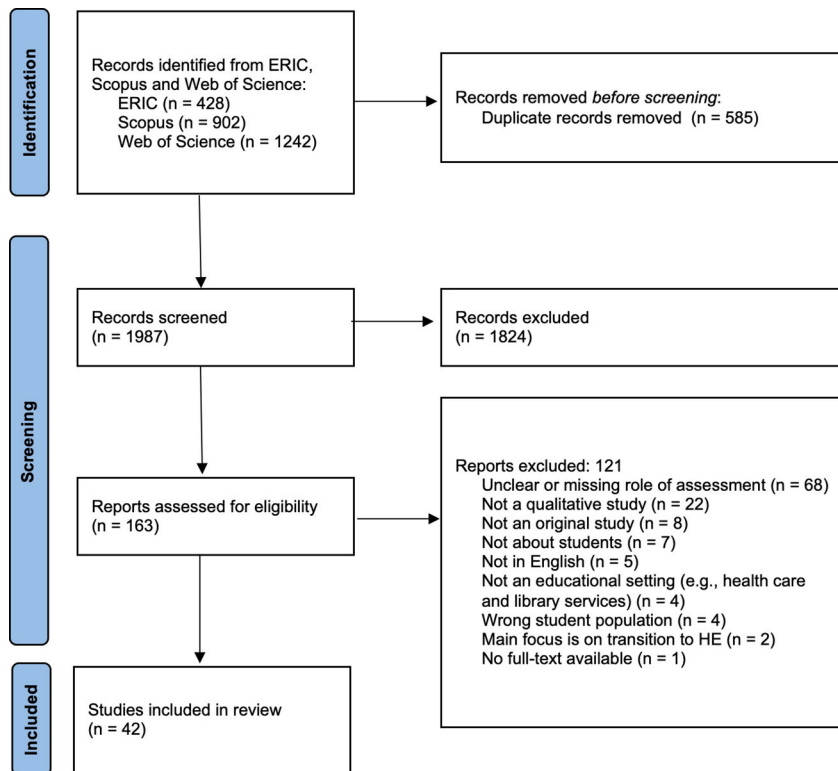 Identification
Records identified from ERIC,
Scopus and Web of Science:
ERIC (n = 428)
Scopus (n = 902)
Web of Science (n = 1242)
Records removed before screening:
Duplicate records removed (n = 585)
Screening
Records screened
(n = 1987)
Records excluded
(n = 1824)
Reports assessed for eligibility
(n = 163)
Reports excluded: 121
Unclear or missing role of assessment (n = 68)
Not a qualitative study (n = 22)
Not an original study (n = 8)
Not about students (n = 7)
Not in English (n = 5)
Not an educational setting (e.g., health care
and library services) (n = 4)
Wrong student population (n = 4)
Main focus is on transition to HE (n = 2)
No full-text available (n = 1)
Included
Studies included in review
(n = 42)